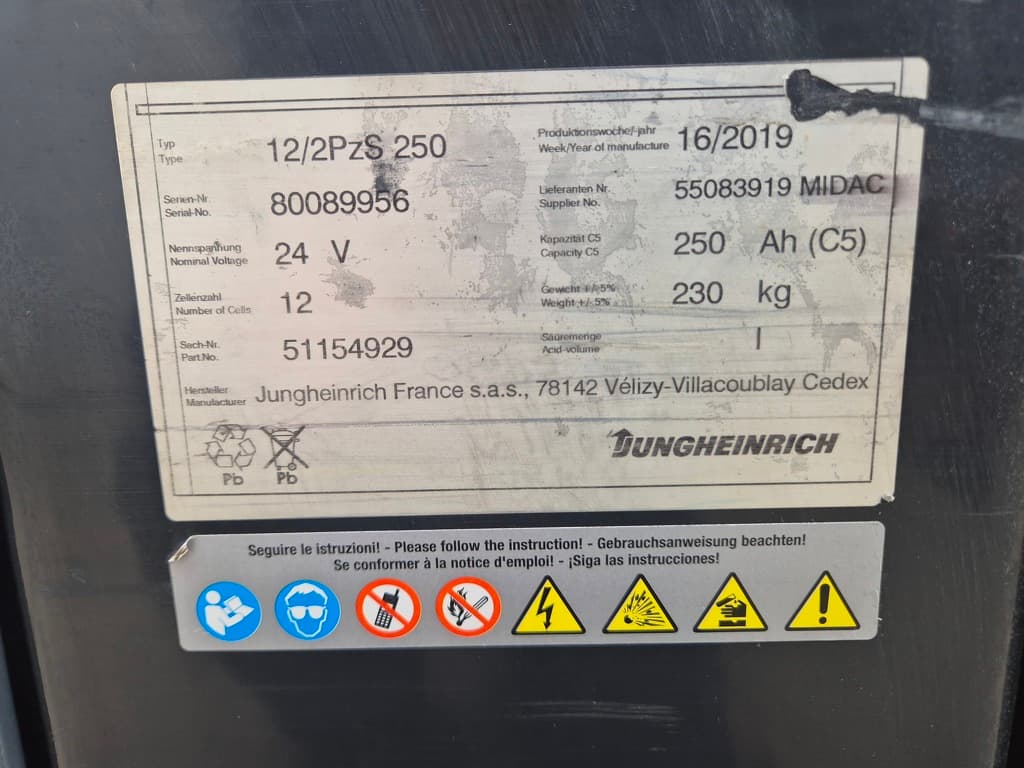 Typ
Type
12/2PzS 250
Produktionswoche/-jahr
Week/Year of manufacture
16/2019
Serien-Nr.
Serial-No.
80089956
Lieferanten Nr.
Supplier No.
55083919 MIDAC
Nennspannung
Nominal Voltage
24 V
Kapazität C5
Capacity C5
250 Ah (C5)
Zellenzahl
Number of Cells
12
Gewicht +/-5%
Weight +/-5%
230 kg
Sach-Nr.
Part.No.
51154929
Säuremenge
Acid-volume
l
Hersteller
Manufacturer
Jungheinrich France s.a.s., 78142 Vélizy-Villacoublay Cedex
Pb
Pb
JUNGHEINRICH
Seguire le istruzioni! - Please follow the instruction! - Gebrauchsanweisung beachten!
Se conformer à la notice d'emploi! - ¡Siga las instrucciones!